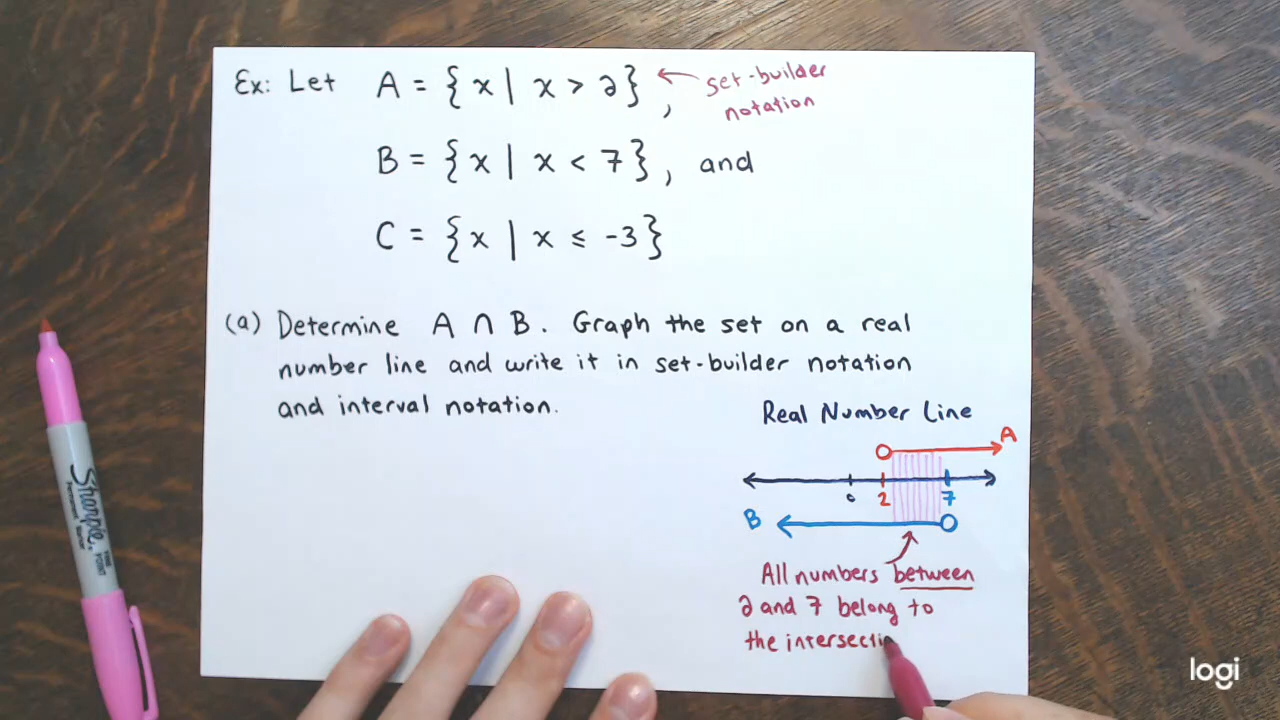 Ex: Let A = { x | x > 2 } , ← set-builder
notation
B = { x | x < 7 } , and
C = { x | x ≤ -3 }
(a) Determine A ∩ B. Graph the set on a real
number line and write it in set-builder notation
and interval notation.
Real Number Line
A
0 2 7
B
All numbers between
2 and 7 belong to
the intersecti
Sharpie.
logi